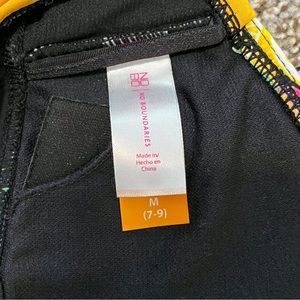 NO
BO
NO BOUNDARIES
Made in/
Hecho en
China
M
(7-9)